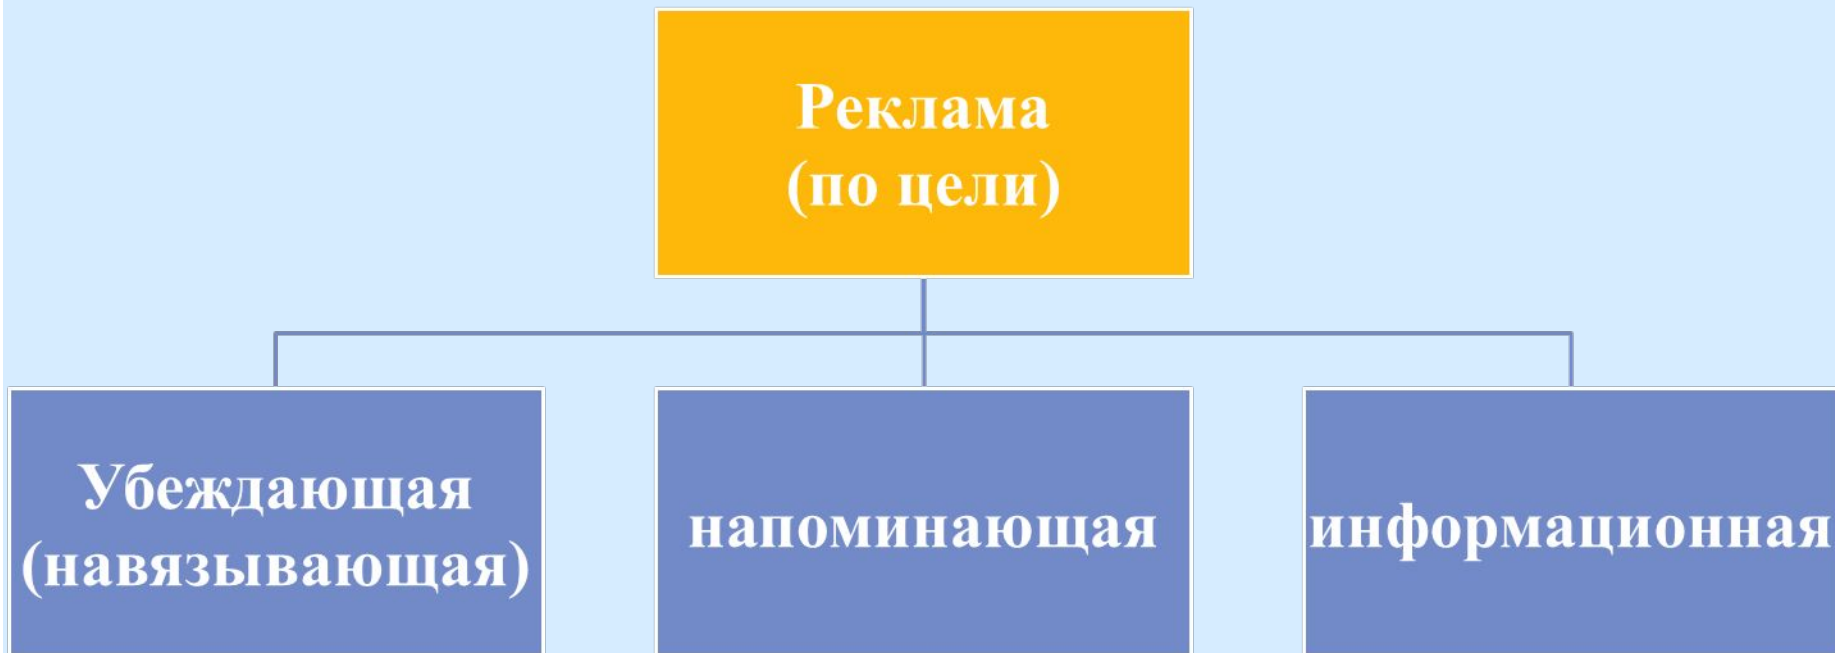 Реклама
(по цели)
Убеждающая
(навязывающая)
напоминающая
информационная